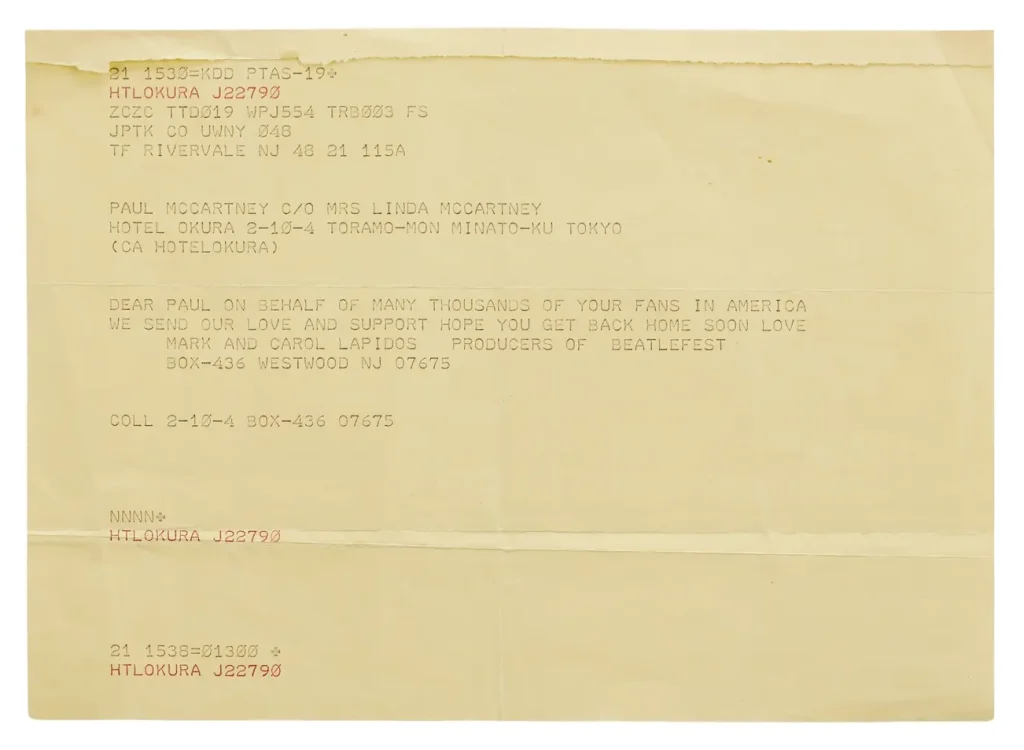 21 1530=KDD PTAS-19✠
HTLOKURA J22790
ZCZC TTD019 WPJ554 TRB003 FS
JPTK CO UWNY 048
TF RIVERVALE NJ 48 21 115A
PAUL MCCARTNEY C/O MRS LINDA MCCARTNEY
HOTEL OKURA 2-10-4 TORAMO-MON MINATO-KU TOKYO
(CA HOTELOKURA)
DEAR PAUL ON BEHALF OF MANY THOUSANDS OF YOUR FANS IN AMERICA
WE SEND OUR LOVE AND SUPPORT HOPE YOU GET BACK HOME SOON LOVE
MARK AND CAROL LAPIDOS PRODUCERS OF BEATLEFEST
BOX-436 WESTWOOD NJ 07675
COLL 2-10-4 BOX-436 07675
NNNN✠
HTLOKURA J22790
21 1538=01300 ✠
HTLOKURA J22790